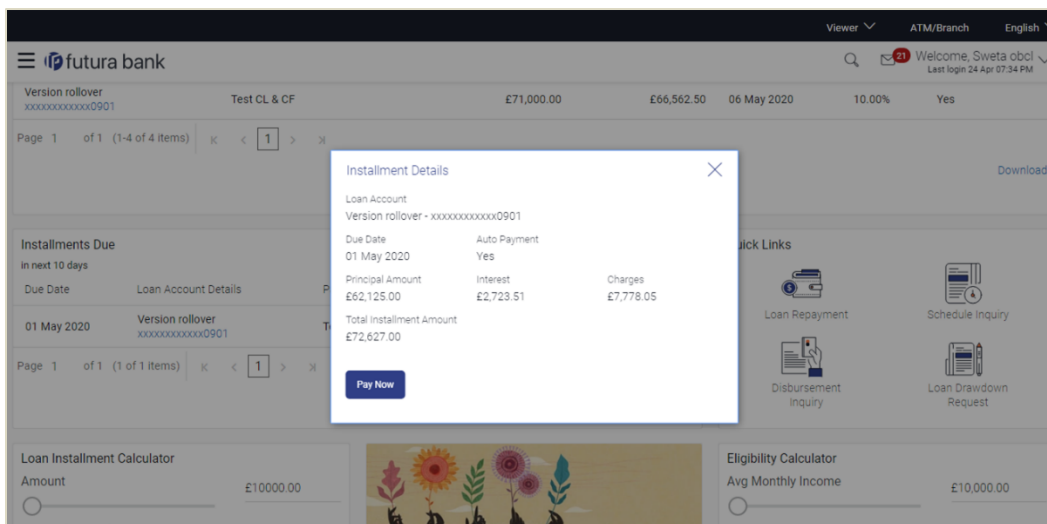 Viewer ATM/Branch English
futura bank 21 Welcome, Sweta obcl
Last login 24 Apr 07:34 PM
Version rollover Test CL & CF £71,000.00 £66,562.50 06 May 2020 10.00% Yes
xxxxxxxxxxxx0901
Page 1 of 1 (1-4 of 4 items) 1
Download
Installment Details
Loan Account
Version rollover - xxxxxxxxxxxx0901
Due Date Auto Payment
01 May 2020 Yes
Principal Amount Interest Charges
£62,125.00 £2,723.51 £7,778.05
Total Installment Amount
£72,627.00
Pay Now
Installments Due
in next 10 days
Due Date Loan Account Details
01 May 2020 Version rollover
xxxxxxxxxxxx0901
Page 1 of 1 (1 of 1 items) 1
uick Links
Loan Repayment Schedule Inquiry
Disbursement Inquiry Loan Drawdown Request
Loan Installment Calculator
Amount £10000.00
Eligibility Calculator
Avg Monthly Income £10,000.00